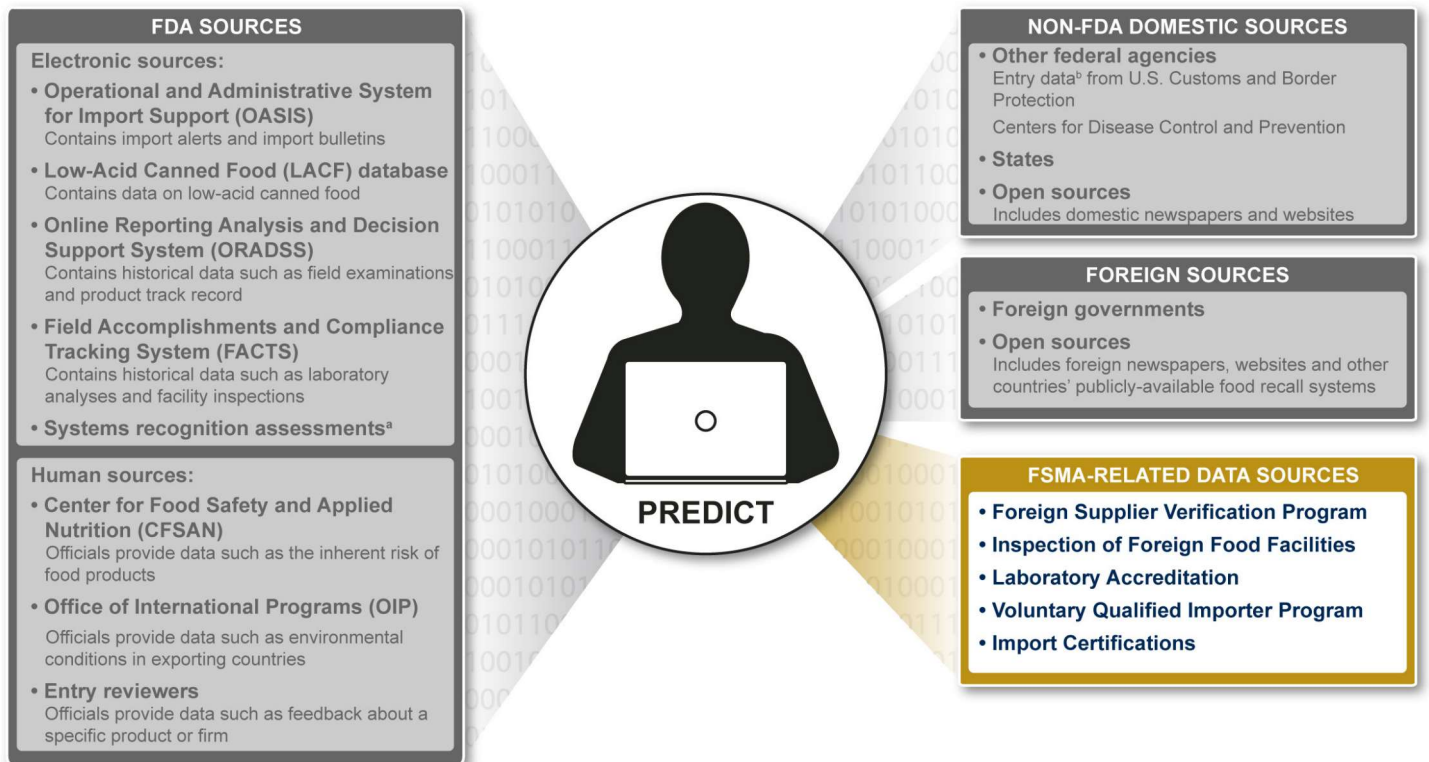 FDA SOURCES
Electronic sources:
• Operational and Administrative System
for Import Support (OASIS)
Contains import alerts and import bulletins
• Low-Acid Canned Food (LACF) database
Contains data on low-acid canned food
• Online Reporting Analysis and Decision
Support System (ORADSS)
Contains historical data such as field examinations
and product track record
• Field Accomplishments and Compliance
Tracking System (FACTS)
Contains historical data such as laboratory
analyses and facility inspections
• Systems recognition assessmentsᵃ
Human sources:
• Center for Food Safety and Applied
Nutrition (CFSAN)
Officials provide data such as the inherent risk of
food products
• Office of International Programs (OIP)
Officials provide data such as environmental
conditions in exporting countries
• Entry reviewers
Officials provide data such as feedback about a
specific product or firm
PREDICT
NON-FDA DOMESTIC SOURCES
• Other federal agencies
Entry dataᵇ from U.S. Customs and Border
Protection
Centers for Disease Control and Prevention
• States
• Open sources
Includes domestic newspapers and websites
FOREIGN SOURCES
• Foreign governments
• Open sources
Includes foreign newspapers, websites and other
countries’ publicly-available food recall systems
FSMA-RELATED DATA SOURCES
• Foreign Supplier Verification Program
• Inspection of Foreign Food Facilities
• Laboratory Accreditation
• Voluntary Qualified Importer Program
• Import Certifications